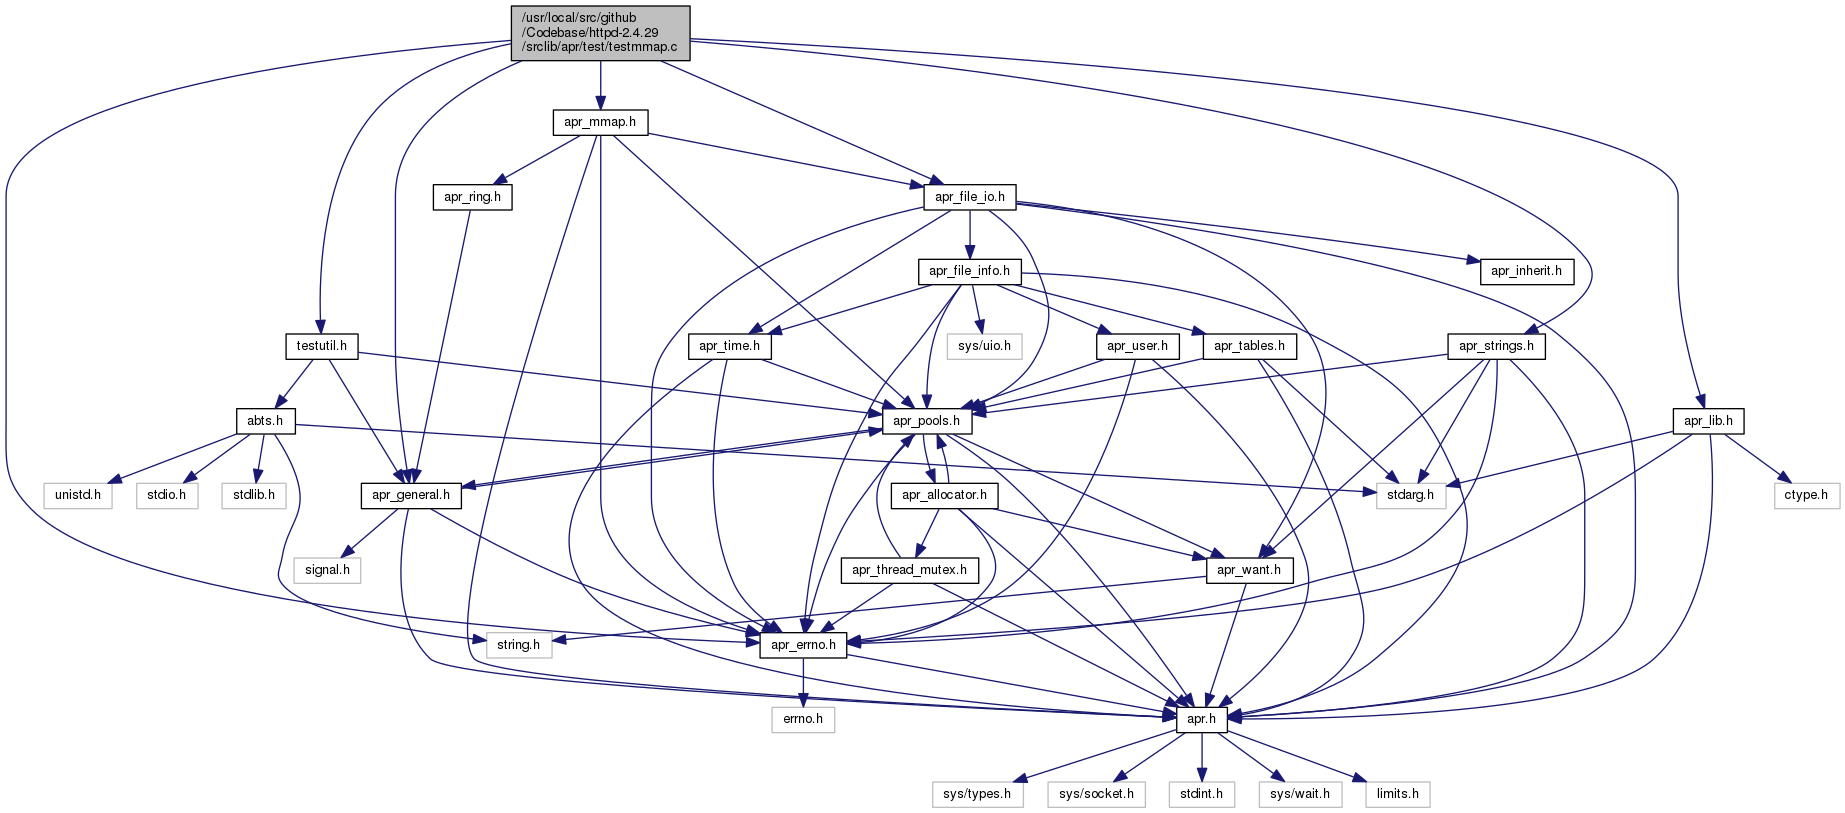 /usr/local/src/github
/Codebase/httpd-2.4.29
/srclib/apr/test/testmmap.c
apr_mmap.h
apr_ring.h
apr_file_io.h
apr_file_info.h
apr_inherit.h
testutil.h
apr_time.h
sys/uio.h
apr_user.h
apr_tables.h
apr_strings.h
abts.h
apr_pools.h
apr_lib.h
unistd.h
stdio.h
stdlib.h
apr_general.h
apr_allocator.h
stdarg.h
ctype.h
signal.h
apr_thread_mutex.h
apr_want.h
string.h
apr_errno.h
errno.h
apr.h
sys/types.h
sys/socket.h
stdint.h
sys/wait.h
limits.h